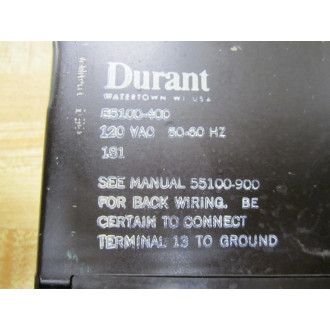 Durant
WATERTOWN WI USA
55100-400
120 VAC 50-60 HZ
181
SEE MANUAL 55100-900
FOR BACK WIRING. BE
CERTAIN TO CONNECT
TERMINAL 13 TO GROUND